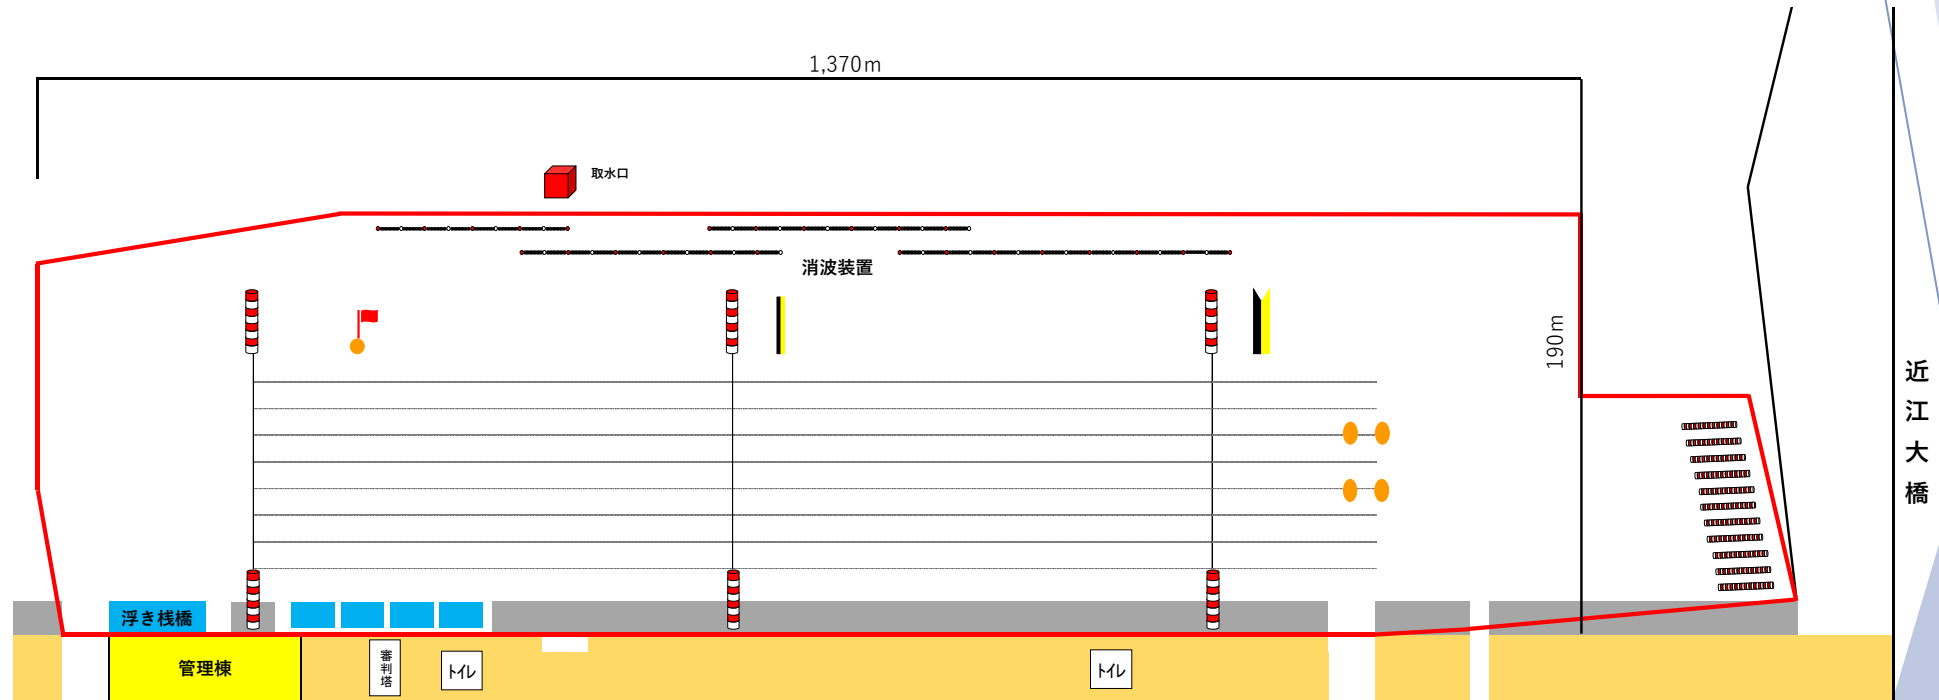 1,370m
取水口
消波装置
190m
近江大橋
浮き桟橋
管理棟
審判塔
トイレ
トイレ